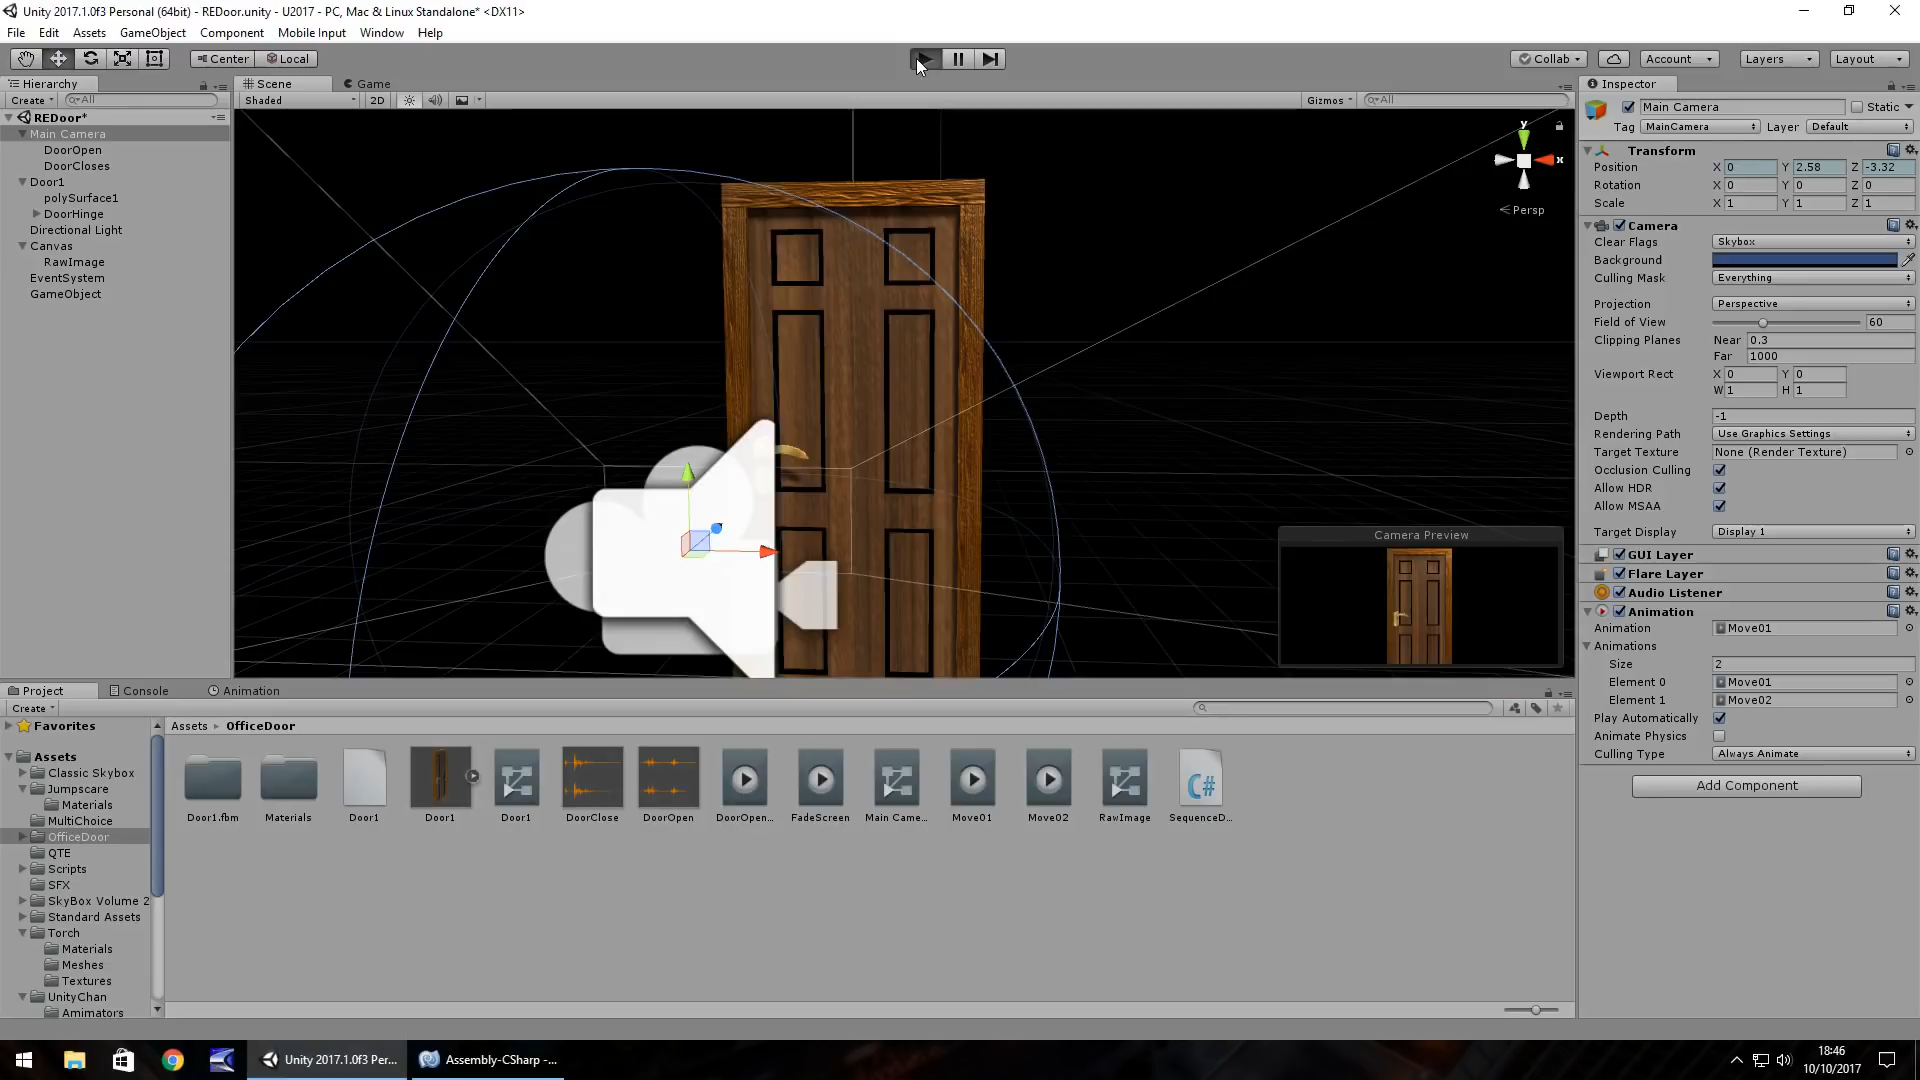 Unity 2017.1.0f3 Personal (64bit) - REDoor.unity - U2017 - PC, Mac & Linux Standalone* <DX11>
File Edit Assets GameObject Component Mobile Input Window Help
Center Local Collab Account Layers Layout
Hierarchy
Create All
REDoor*
Main Camera
DoorOpen
DoorCloses
Door1
polySurface1
DoorHinge
Directional Light
Canvas
RawImage
EventSystem
GameObject
Scene Game
Shaded 2D Gizmos All
y
x
Persp
Camera Preview
Inspector
Main Camera Static
Tag MainCamera Layer Default
Transform
Position X 0 Y 2.58 Z -3.32
Rotation X 0 Y 0 Z 0
Scale X 1 Y 1 Z 1
Camera
Clear Flags Skybox
Background
Culling Mask Everything
Projection Perspective
Field of View 60
Clipping Planes Near 0.3
Far 1000
Viewport Rect X 0 Y 0
W 1 H 1
Depth -1
Rendering Path Use Graphics Settings
Target Texture None (Render Texture)
Occlusion Culling
Allow HDR
Allow MSAA
Target Display Display 1
GUI Layer
Flare Layer
Audio Listener
Animation
Animation Move01
Animations
Size 2
Element 0 Move01
Element 1 Move02
Play Automatically
Animate Physics
Culling Type Always Animate
Add Component
Project Console Animation
Create
Favorites
Assets
Classic Skybox
Jumpscare
Materials
MultiChoice
OfficeDoor
QTE
Scripts
SFX
SkyBox Volume 2
Standard Assets
Torch
Materials
Meshes
Textures
UnityChan
Amimators
Assets OfficeDoor
C#
Door1.fbm Materials Door1 Door1 Door1 DoorClose DoorOpen DoorOpen... FadeScreen Main Came... Move01 Move02 RawImage SequenceD...
Unity 2017.1.0f3 Per... Assembly-CSharp -...
18:46
10/10/2017